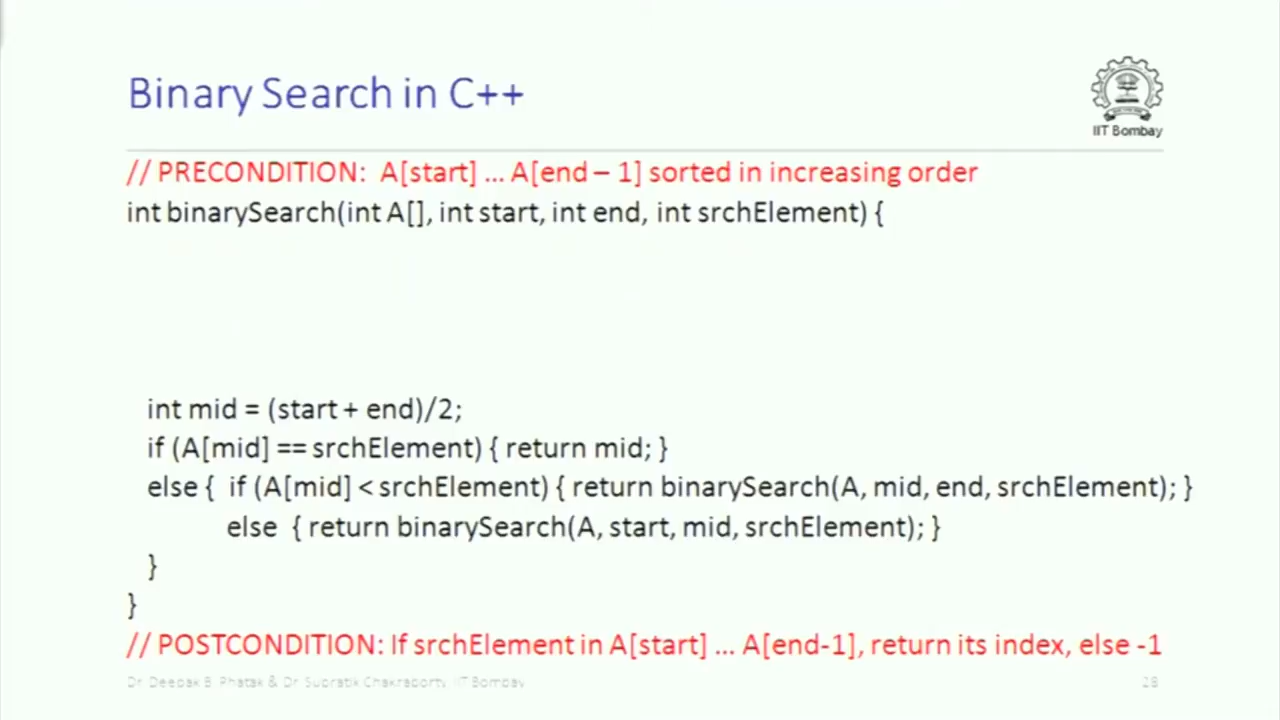 Binary Search in C++
IIT Bombay
// PRECONDITION: A[start] ... A[end – 1] sorted in increasing order
int binarySearch(int A[], int start, int end, int srchElement) {
int mid = (start + end)/2;
if (A[mid] == srchElement) { return mid; }
else { if (A[mid] < srchElement) { return binarySearch(A, mid, end, srchElement); }
else { return binarySearch(A, start, mid, srchElement); }
}
}
// POSTCONDITION: If srchElement in A[start] ... A[end-1], return its index, else -1
Dr. Deepak B. Phatak & Dr. Supratik Chakraborty, IIT Bombay
28